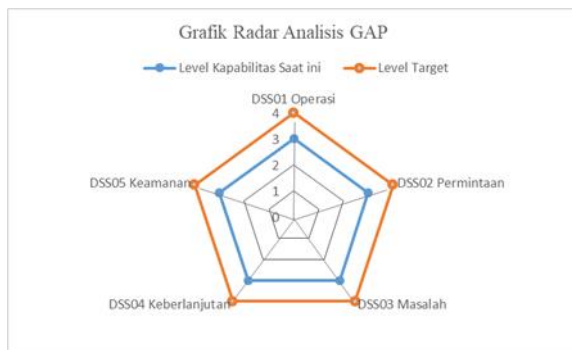 Grafik Radar Analisis GAP
Level Kapabilitas Saat ini
Level Target
DSS01 Operasi
4
3
2
1
0
DSS05 Keamanan
DSS02 Permintaan
DSS04 Keberlanjutan
DSS03 Masalah